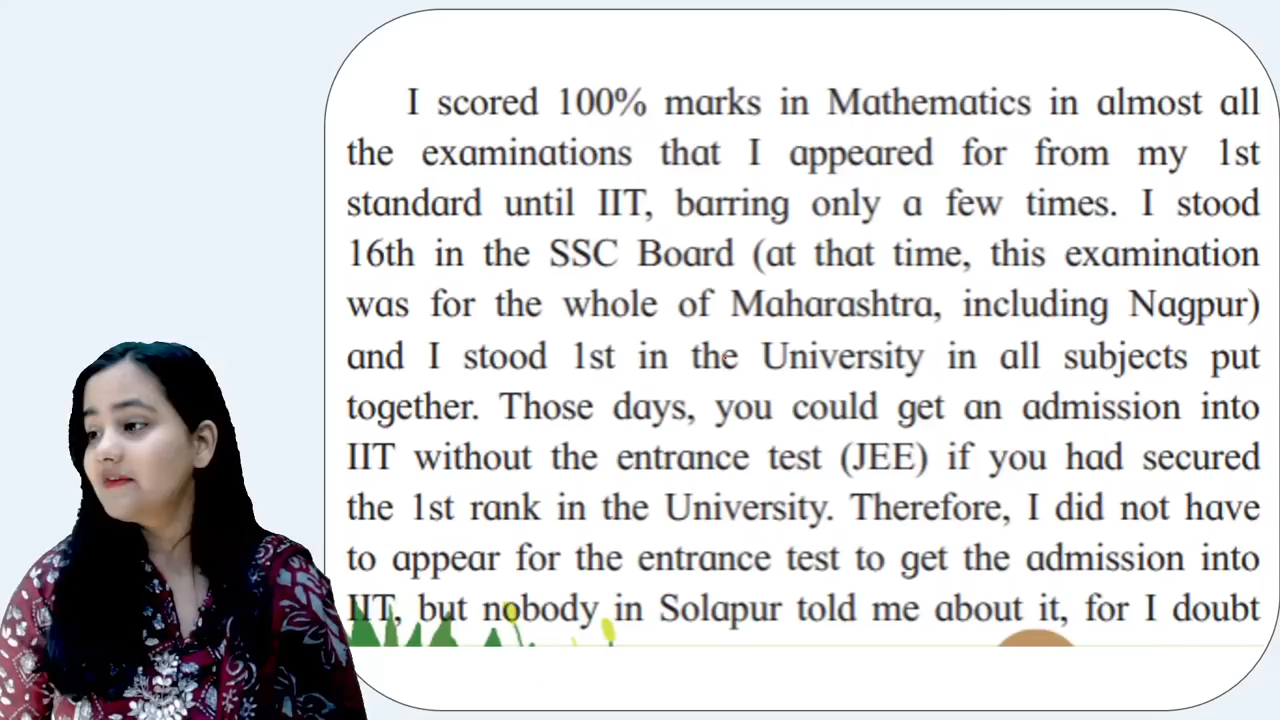 I scored 100% marks in Mathematics in almost all
the examinations that I appeared for from my 1st
standard until IIT, barring only a few times. I stood
16th in the SSC Board (at that time, this examination
was for the whole of Maharashtra, including Nagpur)
and I stood 1st in the University in all subjects put
together. Those days, you could get an admission into
IIT without the entrance test (JEE) if you had secured
the 1st rank in the University. Therefore, I did not have
to appear for the entrance test to get the admission into
IIT, but nobody in Solapur told me about it, for I doubt